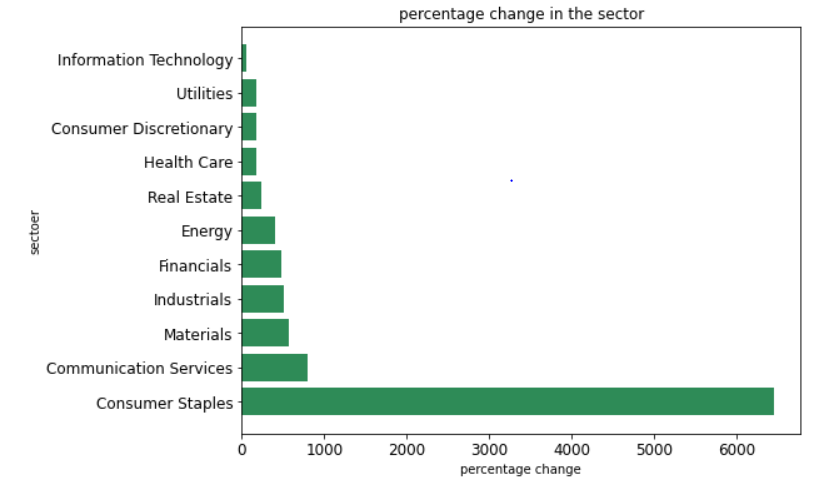 percentage change in the sector
Information Technology
Utilities
Consumer Discretionary
Health Care
Real Estate
Energy
Financials
Industrials
Materials
Communication Services
Consumer Staples
sectoer
0 1000 2000 3000 4000 5000 6000
percentage change